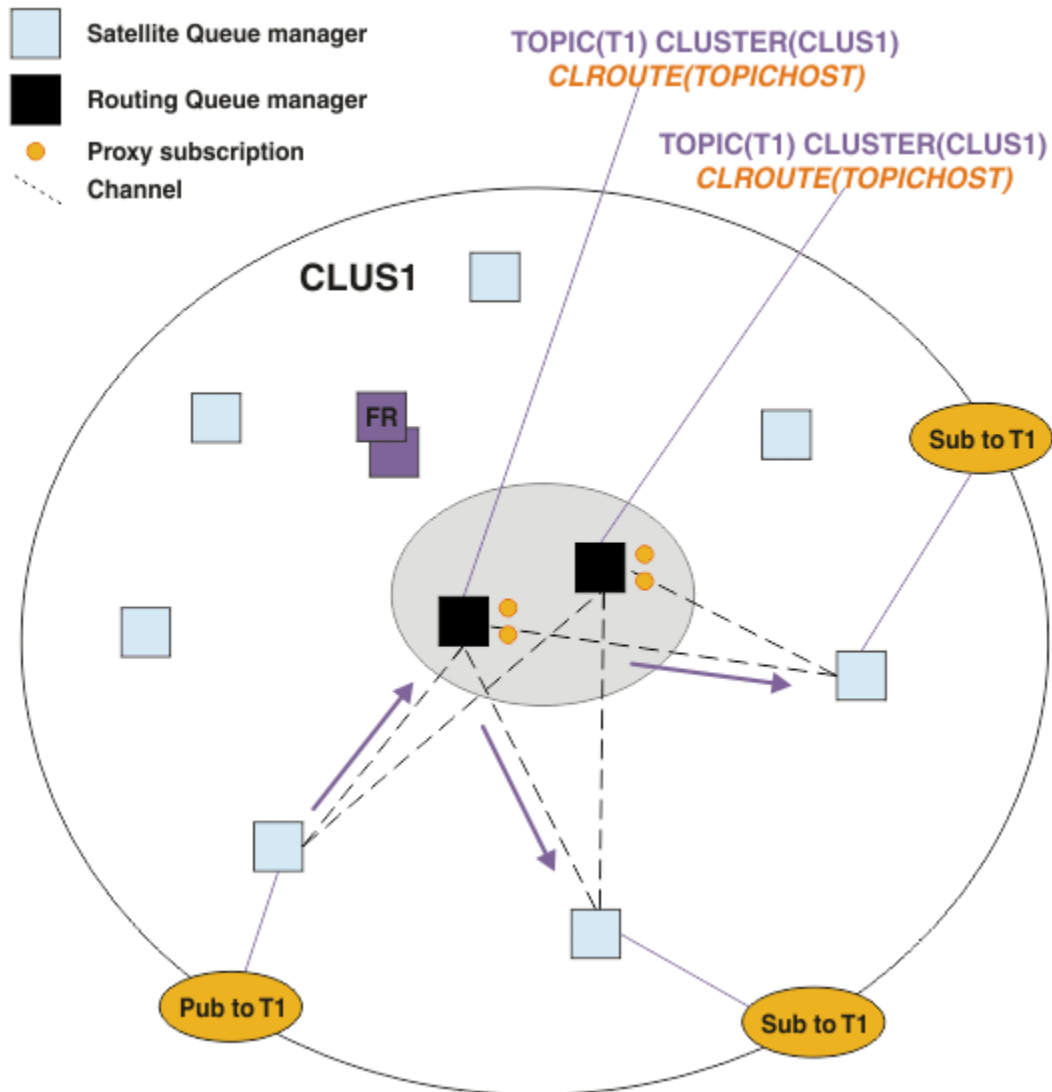 Satellite Queue manager
Routing Queue manager
Proxy subscription
Channel
TOPIC(T1) CLUSTER(CLUS1)
CLROUTE(TOPICHOST)
TOPIC(T1) CLUSTER(CLUS1)
CLROUTE(TOPICHOST)
CLUS1
FR
Sub to T1
Pub to T1
Sub to T1